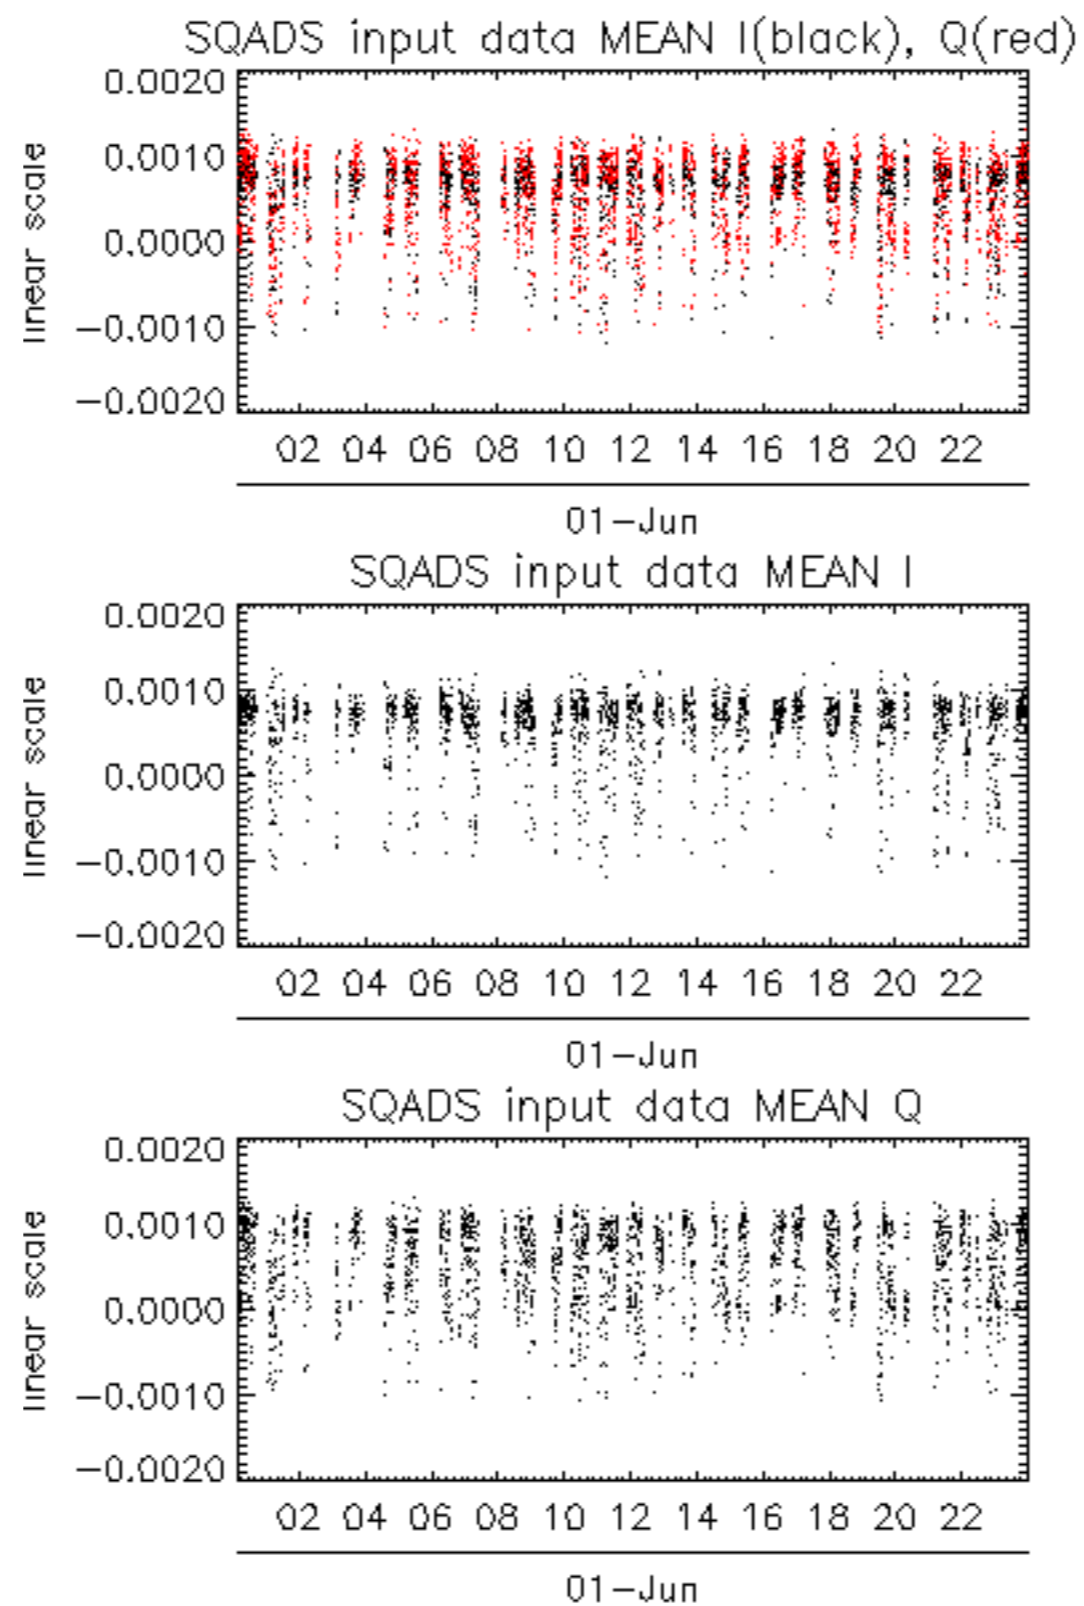 SQADS input data MEAN I(black), Q(red)
0.0020
0.0010
0.0000
−0.0010
−0.0020
linear scale
02 04 06 08 10 12 14 16 18 20 22
01−Jun
SQADS input data MEAN I
0.0020
0.0010
0.0000
−0.0010
−0.0020
linear scale
02 04 06 08 10 12 14 16 18 20 22
01−Jun
SQADS input data MEAN Q
0.0020
0.0010
0.0000
−0.0010
−0.0020
linear scale
02 04 06 08 10 12 14 16 18 20 22
01−Jun